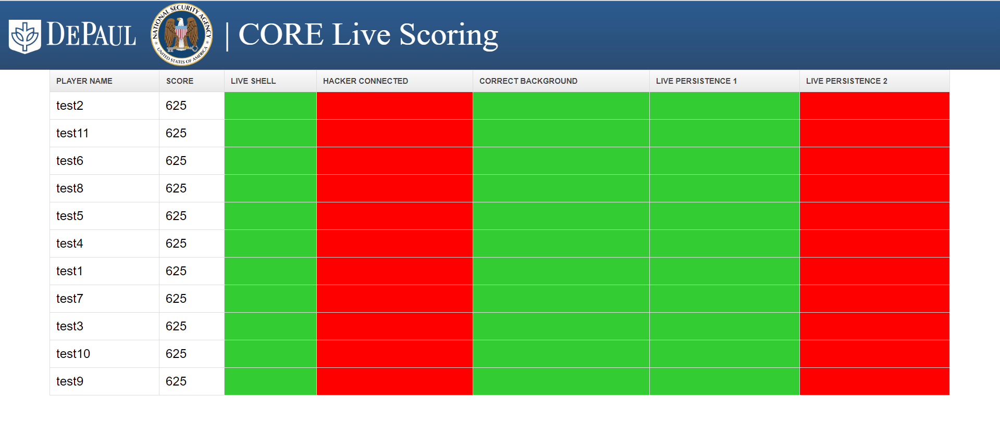 DEPAUL
NATIONAL SECURITY AGENCY
UNITED STATES OF AMERICA
| CORE Live Scoring
PLAYER NAME SCORE LIVE SHELL HACKER CONNECTED CORRECT BACKGROUND LIVE PERSISTENCE 1 LIVE PERSISTENCE 2
test2 625
test11 625
test6 625
test8 625
test5 625
test4 625
test1 625
test7 625
test3 625
test10 625
test9 625